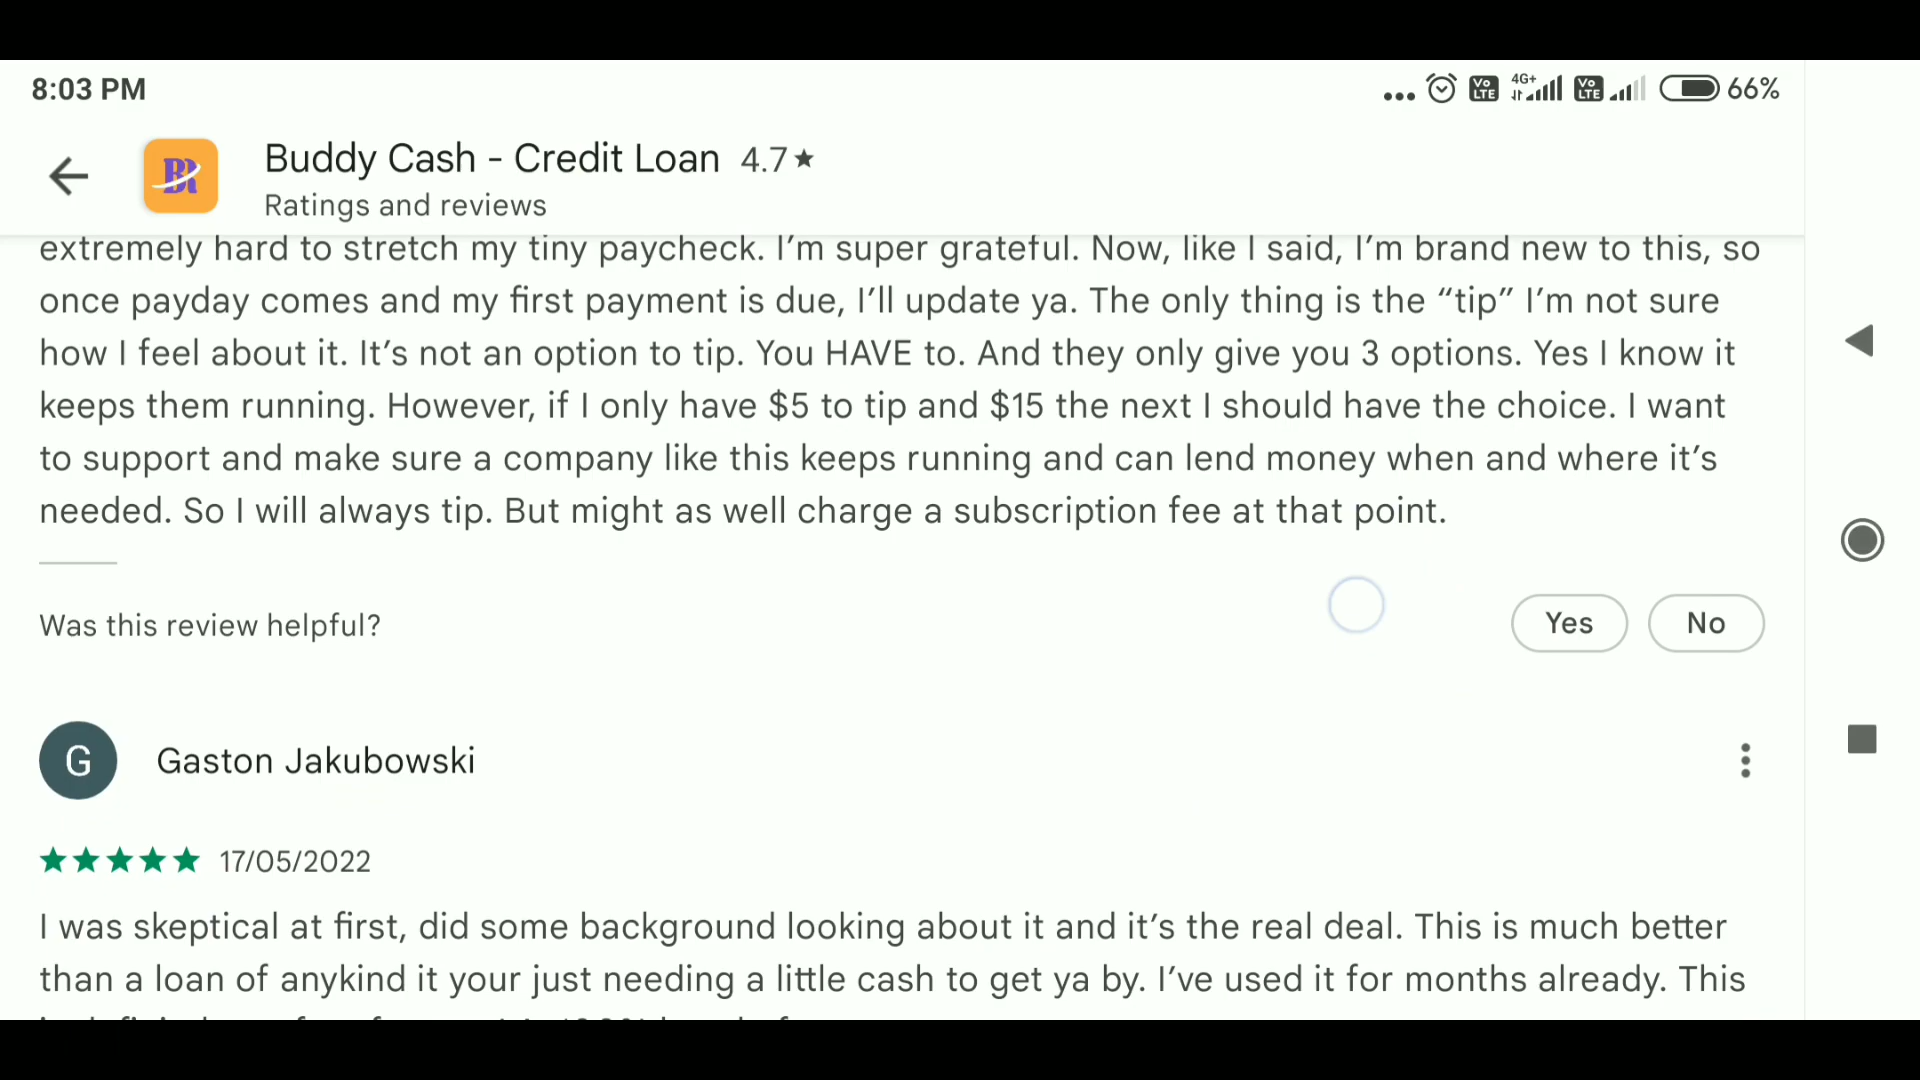 8:03 PM
Vo LTE 4G+ Vo LTE 66%
BR
Buddy Cash - Credit Loan 4.7★
Ratings and reviews
extremely hard to stretch my tiny paycheck. I’m super grateful. Now, like I said, I’m brand new to this, so
once payday comes and my first payment is due, I’ll update ya. The only thing is the “tip” I’m not sure
how I feel about it. It’s not an option to tip. You HAVE to. And they only give you 3 options. Yes I know it
keeps them running. However, if I only have $5 to tip and $15 the next I should have the choice. I want
to support and make sure a company like this keeps running and can lend money when and where it’s
needed. So I will always tip. But might as well charge a subscription fee at that point.
Was this review helpful?
Yes
No
G
Gaston Jakubowski
★★★★★ 17/05/2022
I was skeptical at first, did some background looking about it and it’s the real deal. This is much better
than a loan of anykind it your just needing a little cash to get ya by. I’ve used it for months already. This